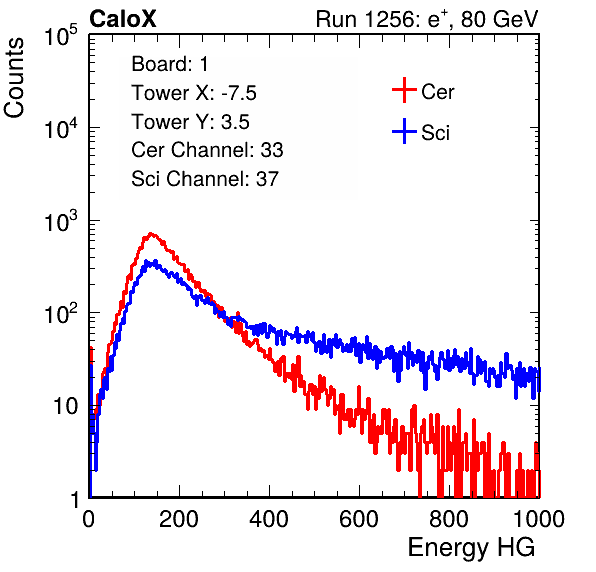 CaloX Run 1256: e⁺, 80 GeV
Counts
Board: 1
Tower X: -7.5
Tower Y: 3.5
Cer Channel: 33
Sci Channel: 37
Cer
Sci
10⁵
10⁴
10³
10²
10
1
0 200 400 600 800 1000
Energy HG